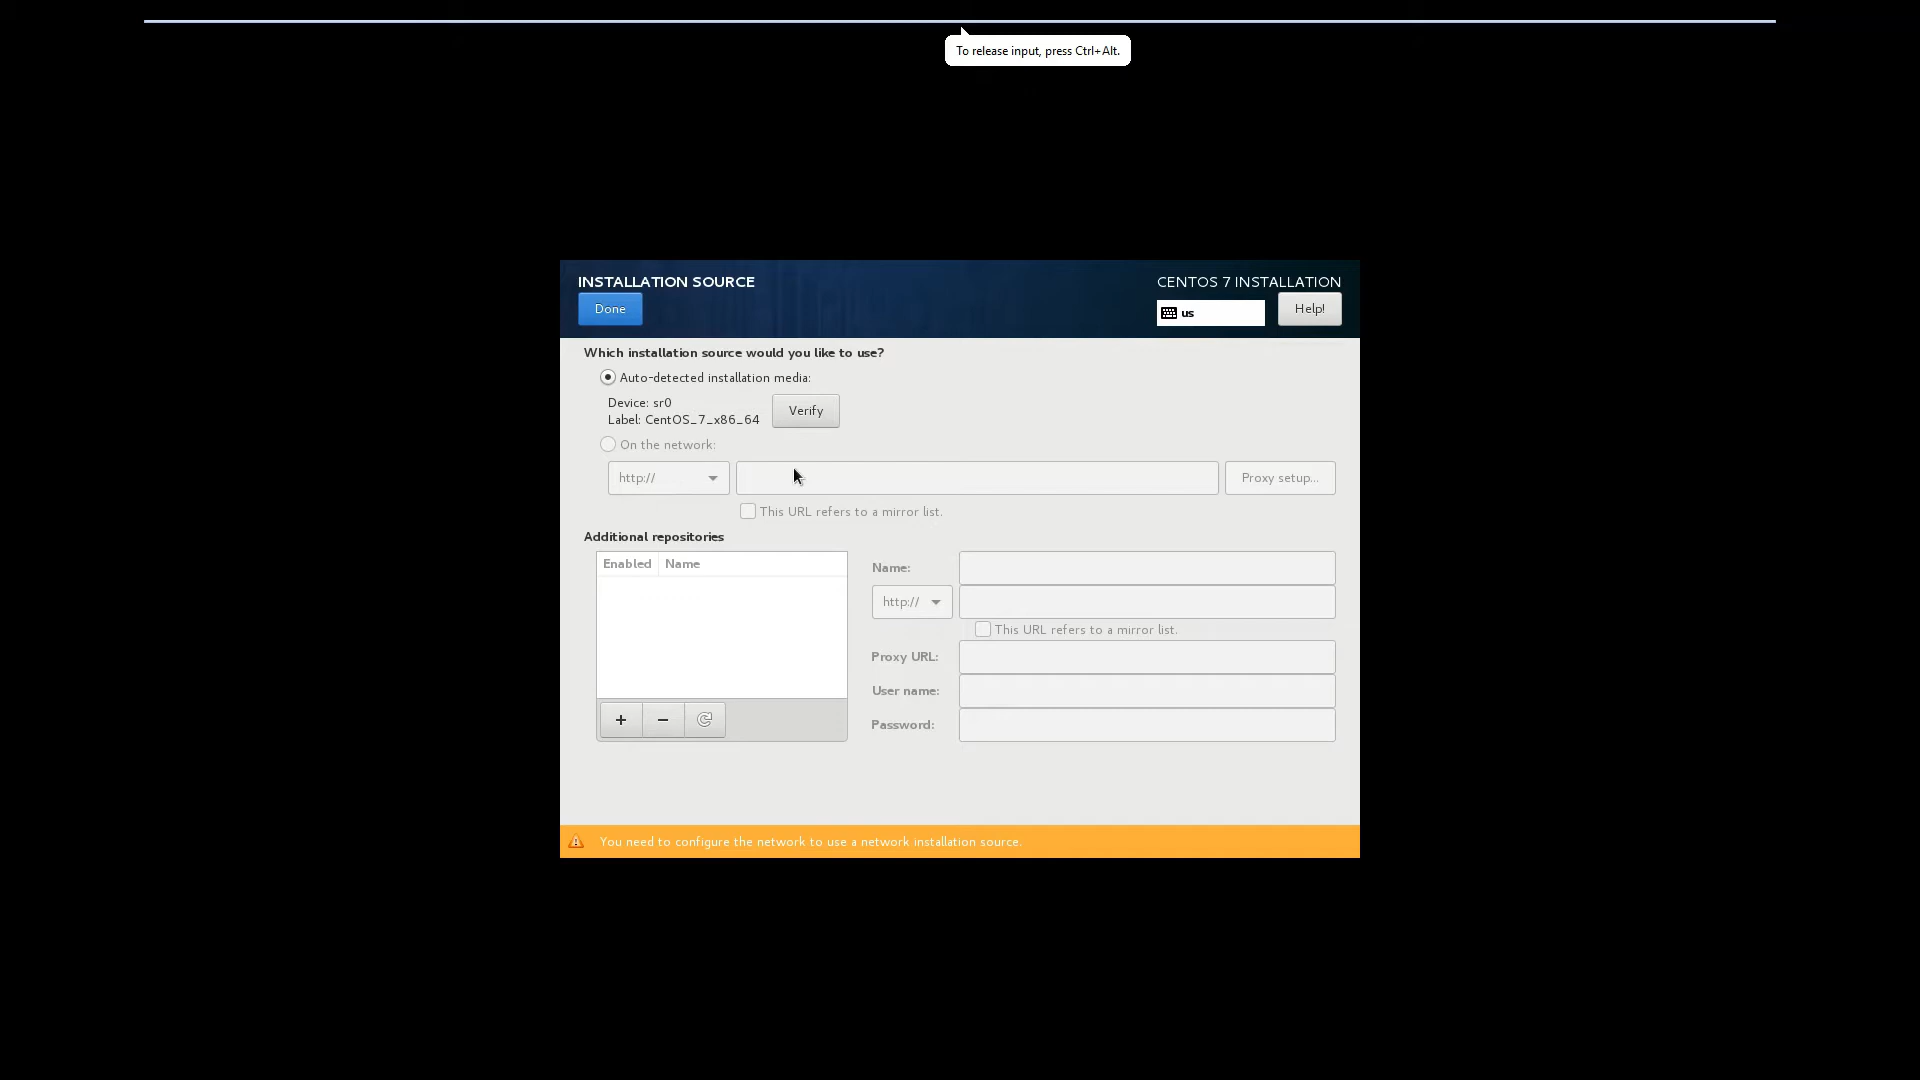 To release input, press Ctrl+Alt.
INSTALLATION SOURCE
CENTOS 7 INSTALLATION
Done
us
Help!
Which installation source would you like to use?
Auto-detected installation media:
Device: sr0
Label: CentOS_7_x86_64
Verify
On the network:
http://
Proxy setup...
This URL refers to a mirror list.
Additional repositories
Enabled Name
Name:
http://
This URL refers to a mirror list.
Proxy URL:
User name:
Password:
You need to configure the network to use a network installation source.